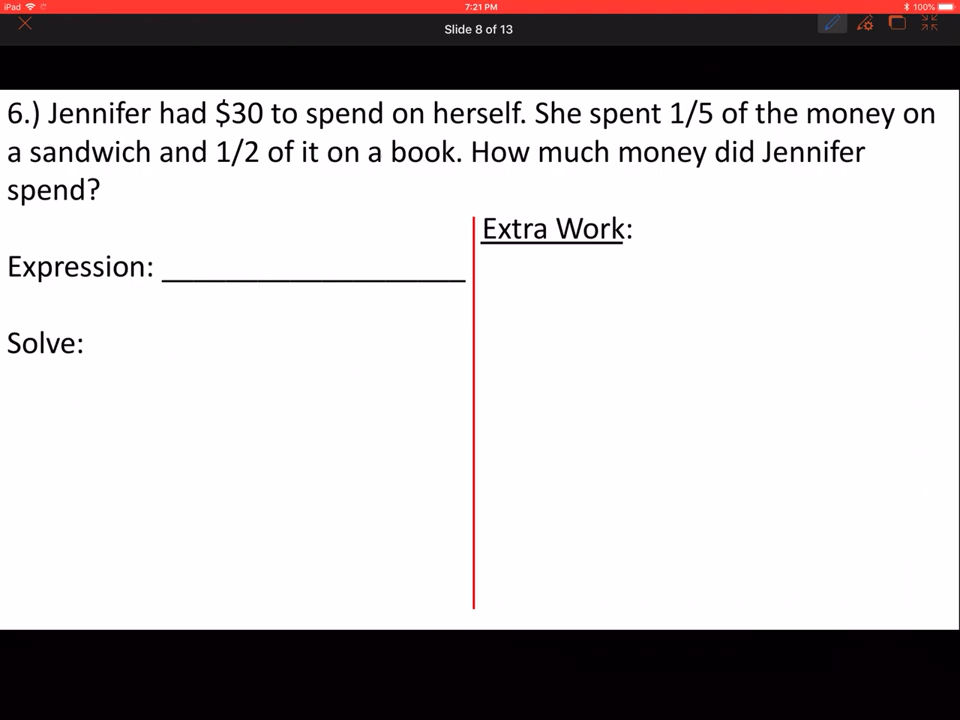 iPad 7:21 PM 100%
Slide 8 of 13
6.) Jennifer had $30 to spend on herself. She spent 1/5 of the money on
a sandwich and 1/2 of it on a book. How much money did Jennifer
spend?
Extra Work:
Expression: ___________________
Solve: